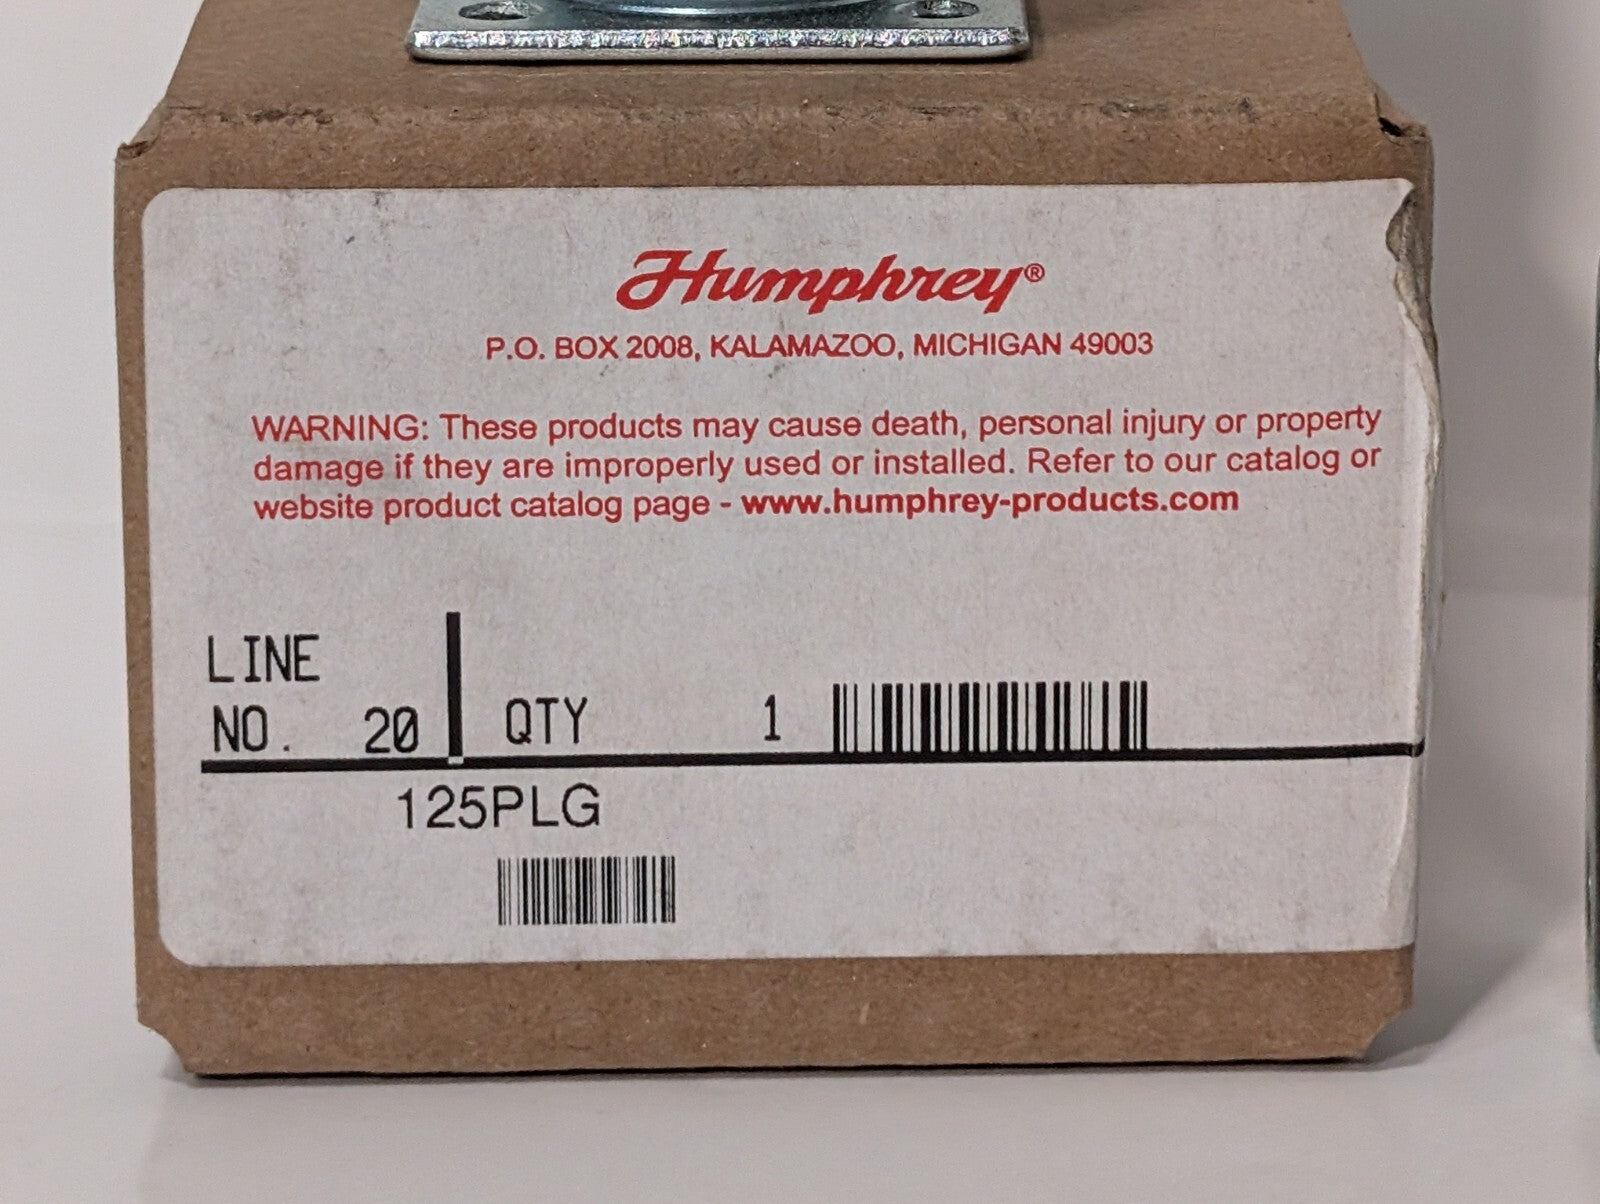 Humphrey®
P.O. BOX 2008, KALAMAZOO, MICHIGAN 49003
WARNING: These products may cause death, personal injury or property
damage if they are improperly used or installed. Refer to our catalog or
website product catalog page - www.humphrey-products.com
LINE
NO. 20 QTY 1
125PLG